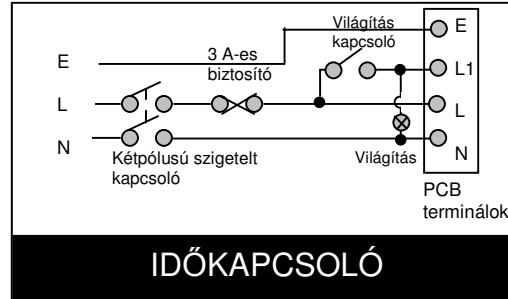 Világítás
kapcsoló
E
3 A-es
biztosító
E
L1
L
L
N
N
Kétpólusú szigetelt
kapcsoló
Világítás
PCB
terminálok
IDŐKAPCSOLÓ